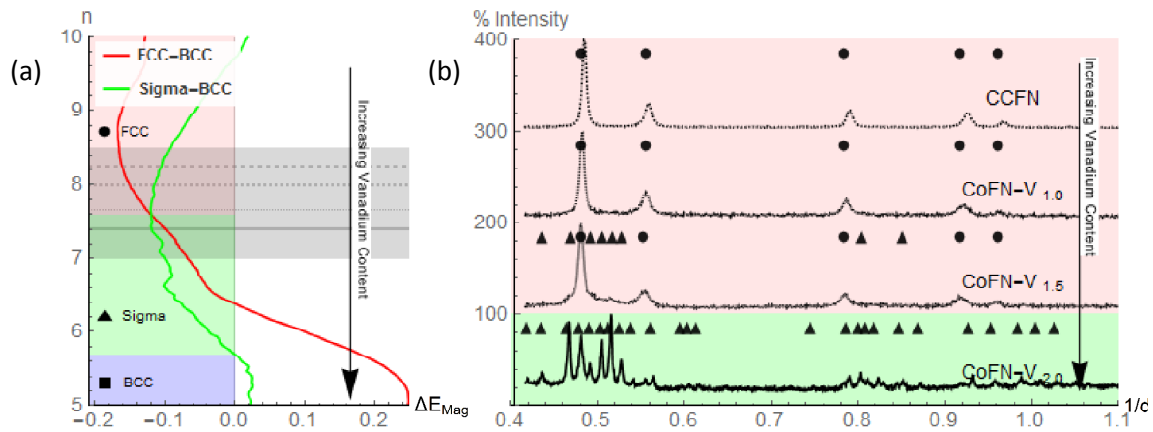 (a)
n
10
9
8
7
6
5
FCC-BCC
Sigma-BCC
FCC
Sigma
BCC
Increasing Vanadium Content
-0.2
-0.1
0.0
0.1
0.2
ΔE Mag
(b)
% Intensity
400
300
200
100
0
CCFN
CoFN-V 1.0
CoFN-V 1.5
CoFN-V 2.0
Increasing Vanadium Content
0.4
0.5
0.6
0.7
0.8
0.9
1.0
1.1
1/d